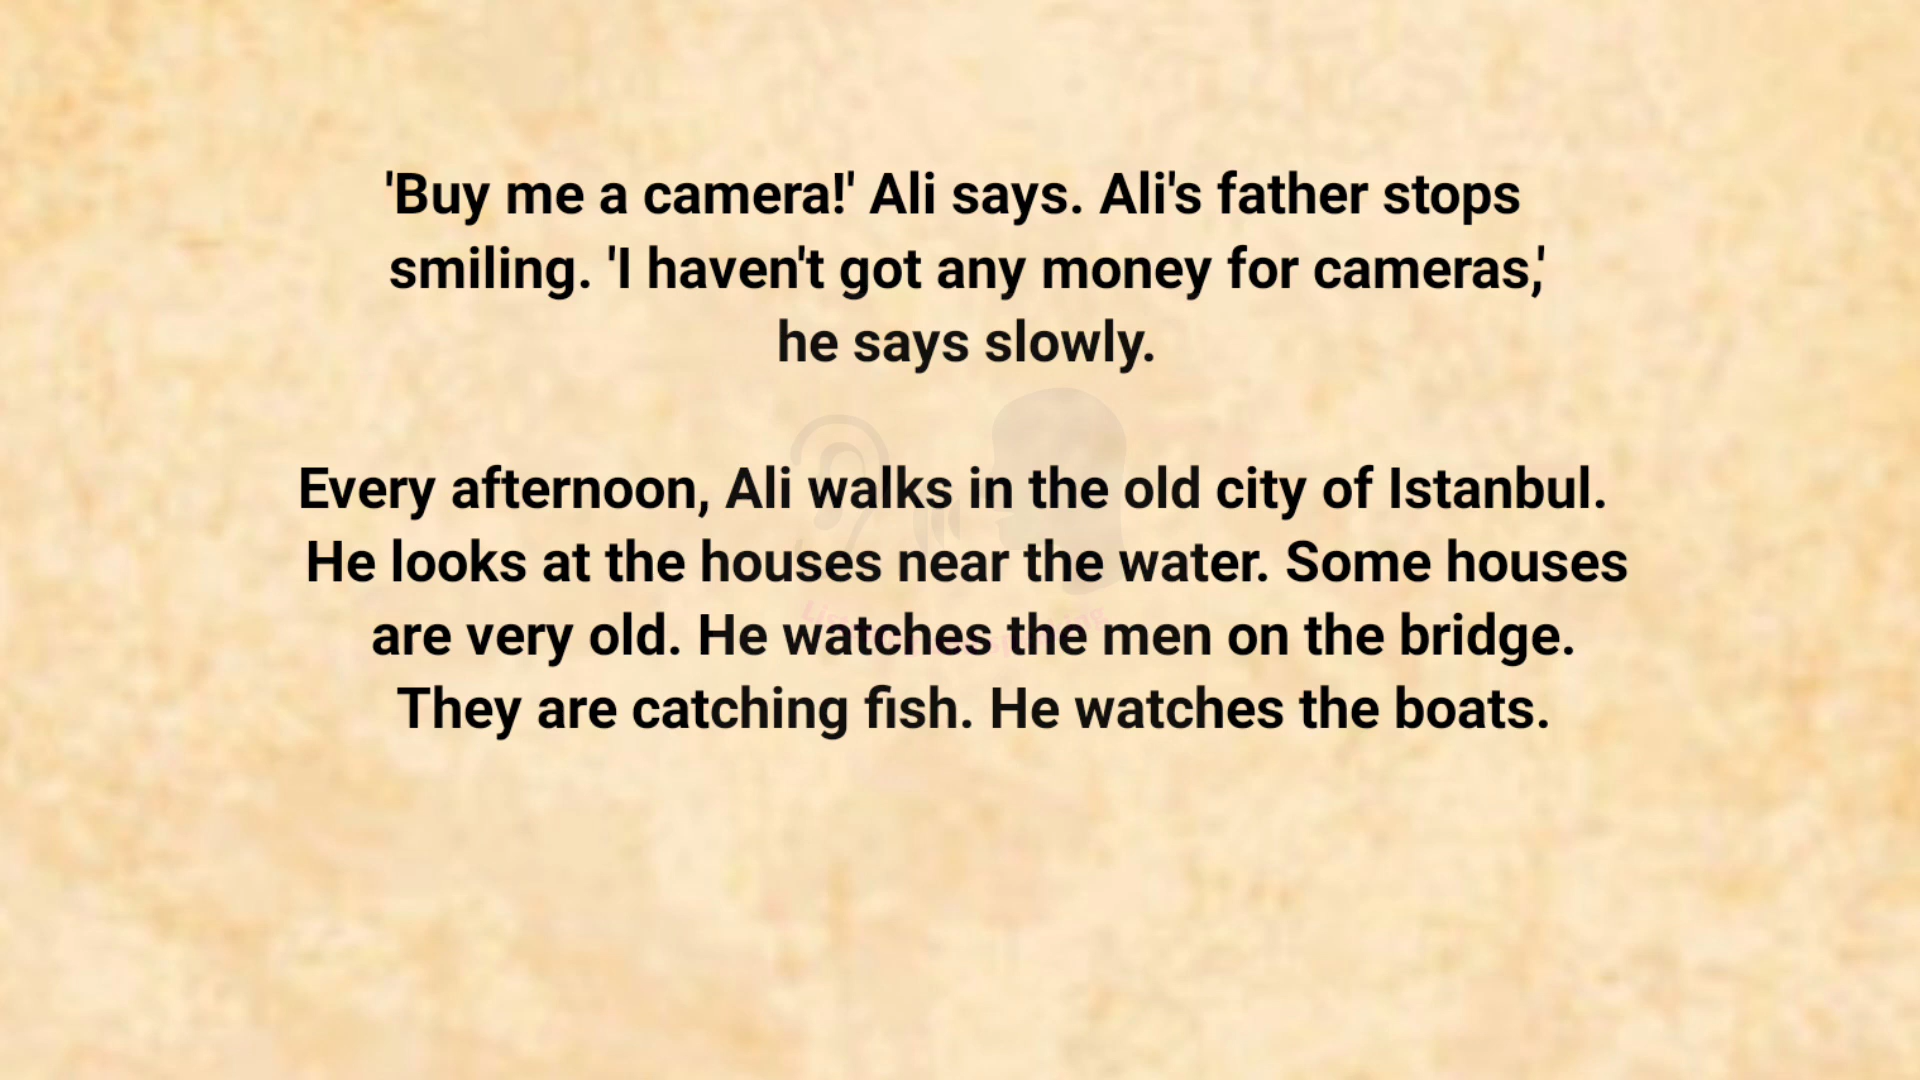 'Buy me a camera!' Ali says. Ali's father stops
smiling. 'I haven't got any money for cameras,'
he says slowly.
Every afternoon, Ali walks in the old city of Istanbul.
He looks at the houses near the water. Some houses
are very old. He watches the men on the bridge.
They are catching fish. He watches the boats.